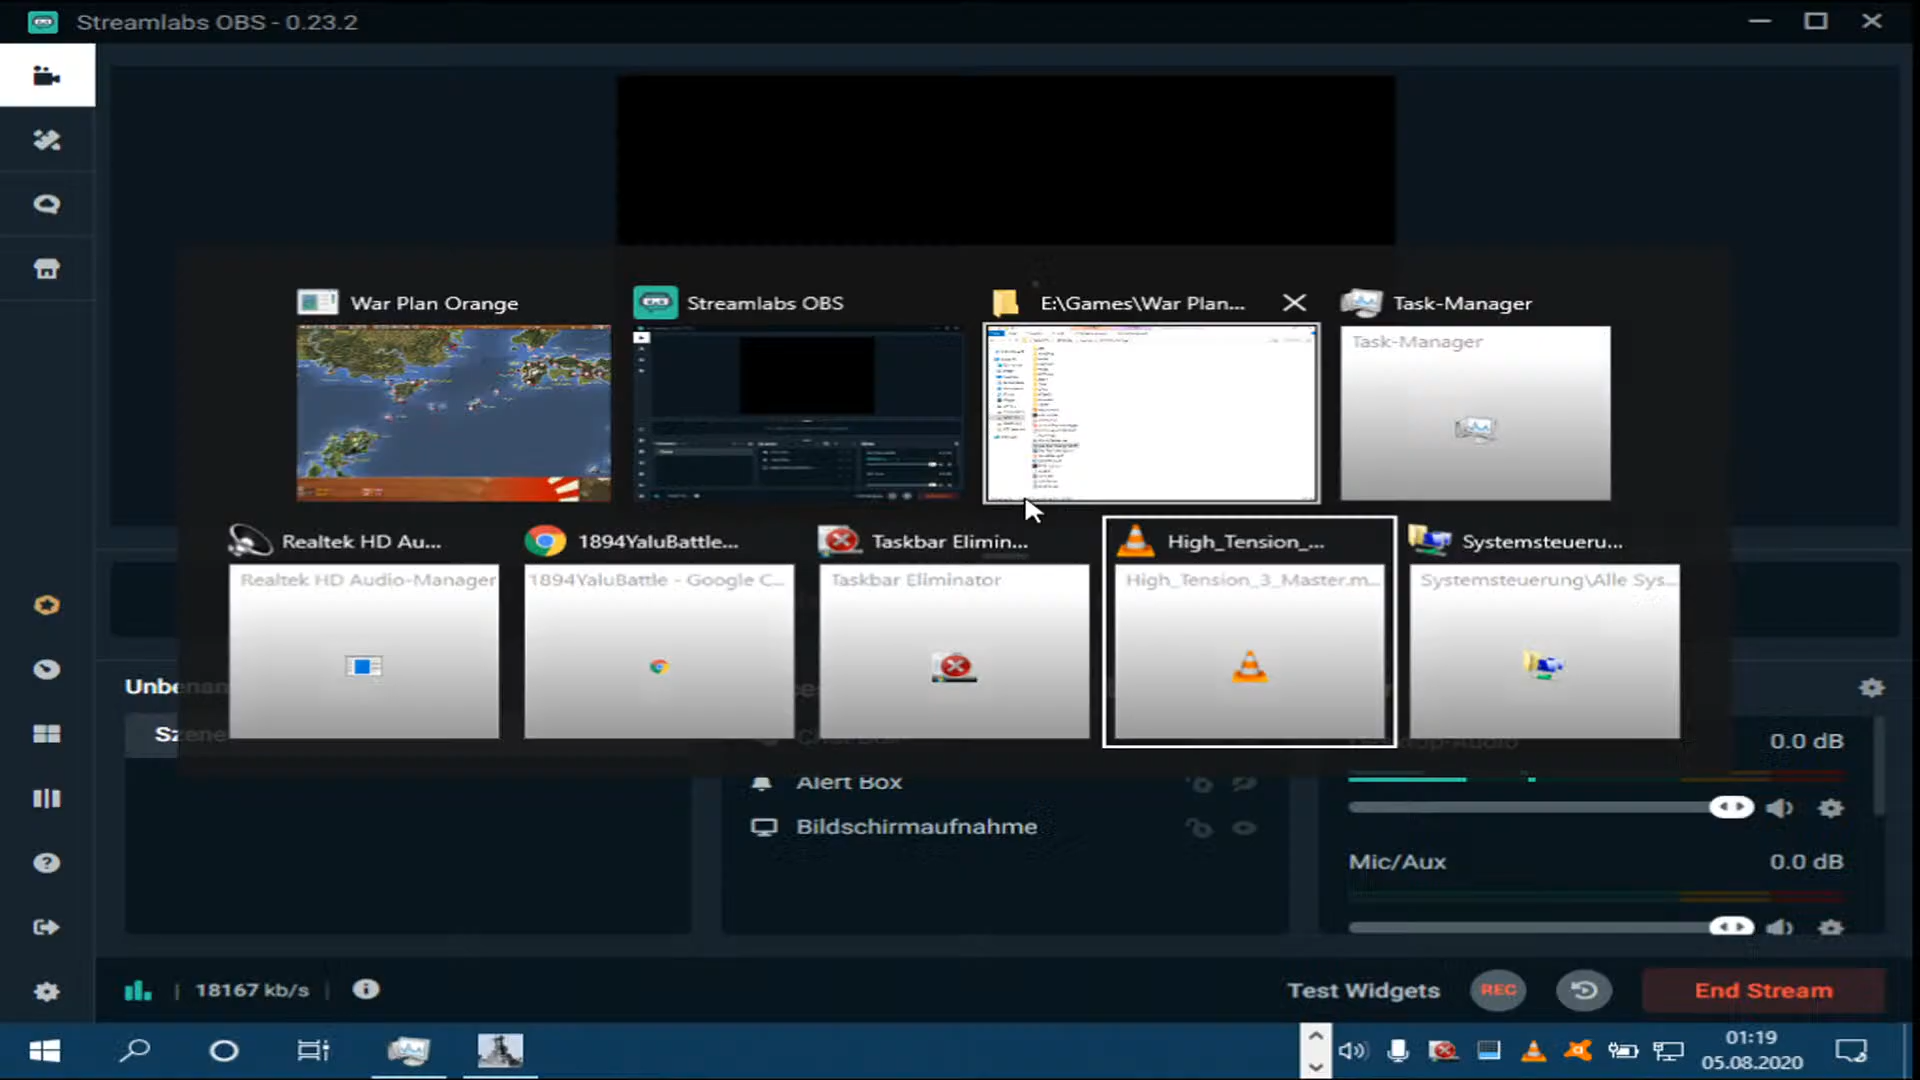 Streamlabs OBS - 0.23.2
War Plan Orange
Streamlabs OBS
E:\Games\War Plan...
Task-Manager
Task-Manager
Realtek HD Au...
1894YaluBattle...
Taskbar Elimin...
High_Tension_...
Systemsteueru...
Realtek HD Audio-Manager
1894YaluBattle - Google C...
Taskbar Eliminator
High_Tension_3_Master.m...
Systemsteuerung\Alle Sys...
Szene
0.0 dB
Alert Box
Bildschirmaufnahme
Mic/Aux
0.0 dB
18167 kb/s
Test Widgets
REC
End Stream
01:19
05.08.2020